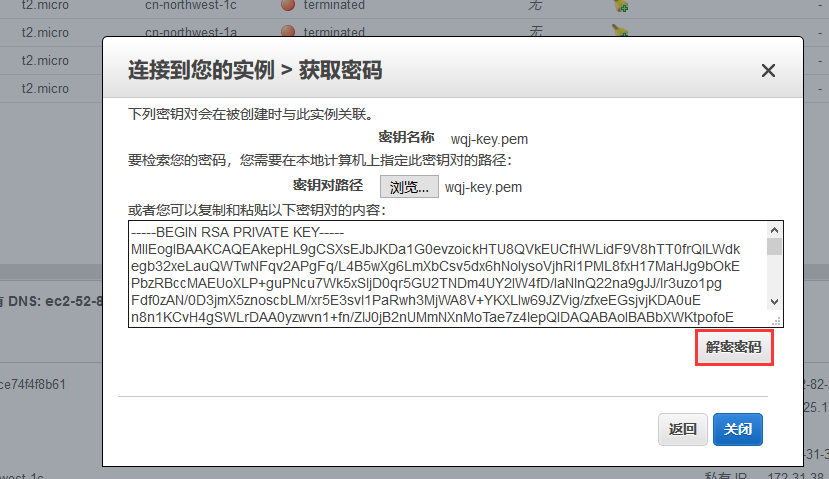 t2.micro cn-northwest-1c terminated 无
t2.micro cn-northwest-1a terminated 无
t2.micro
t2.micro
连接到您的实例 > 获取密码
下列密钥对会在被创建时与此实例关联。
密钥名称 wqj-key.pem
要检索您的密码，您需要在本地计算机上指定此密钥对的路径：
密钥对路径 浏览... wqj-key.pem
或者您可以复制和粘贴以下密钥对的内容：
-----BEGIN RSA PRIVATE KEY-----
MIIEogIBAAKCAQEAkepHL9gCSXsEJbJKDa1G0evzoickHTU8QVkEUCfHWLidF9V8hTT0frQILWdk
egb32xeLauQWTwNFqv2APgFq/L4B5wXg6LmXbCsv5dx6hNolysoVjhRl1PML8fxH17MaHJg9bOkE
PbzRBccMAEUoXLP+guPNcu7Wk5xSljD0qr5GU2TNDm4UY2lW4fD/laNlnQ22na9gJJ/lr3uzo1pg
Fdf0zAN/0D3jmX5znoscbLM/xr5E3svl1PaRwh3MjWA8V+YKXLlw69JZVig/zfxeEGsjvjKDA0uE
n8n1KCvH4gSWLrDAA0yzwvn1+fn/ZlJ0jB2nUMmNXnMoTae7z4lepQIDAQABAoIBABbXWKtpofoE
解密密码
返回 关闭
DNS: ec2-52-8
ce74f4f8b61
2-82-
25.1
-31-3
west-1c
私有 IP 172.31.38